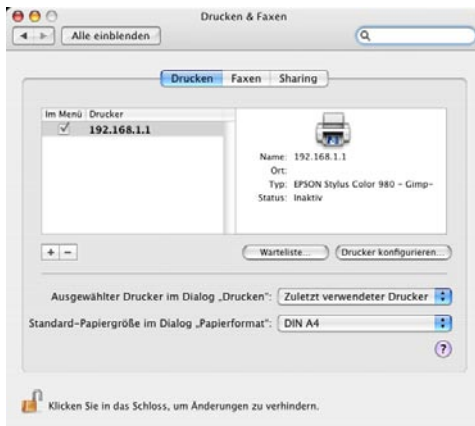 Drucken & Faxen
Alle einblenden
Drucken Faxen Sharing
Im Menü Drucker
192.168.1.1
Name: 192.168.1.1
Ort:
Typ: EPSON Stylus Color 980 – Gimp-
Status: Inaktiv
+ −
Warteliste... Drucker konfigurieren...
Ausgewählter Drucker im Dialog „Drucken“: Zuletzt verwendeter Drucker
Standard-Papiergröße im Dialog „Papierformat“: DIN A4
?
Klicken Sie in das Schloss, um Änderungen zu verhindern.